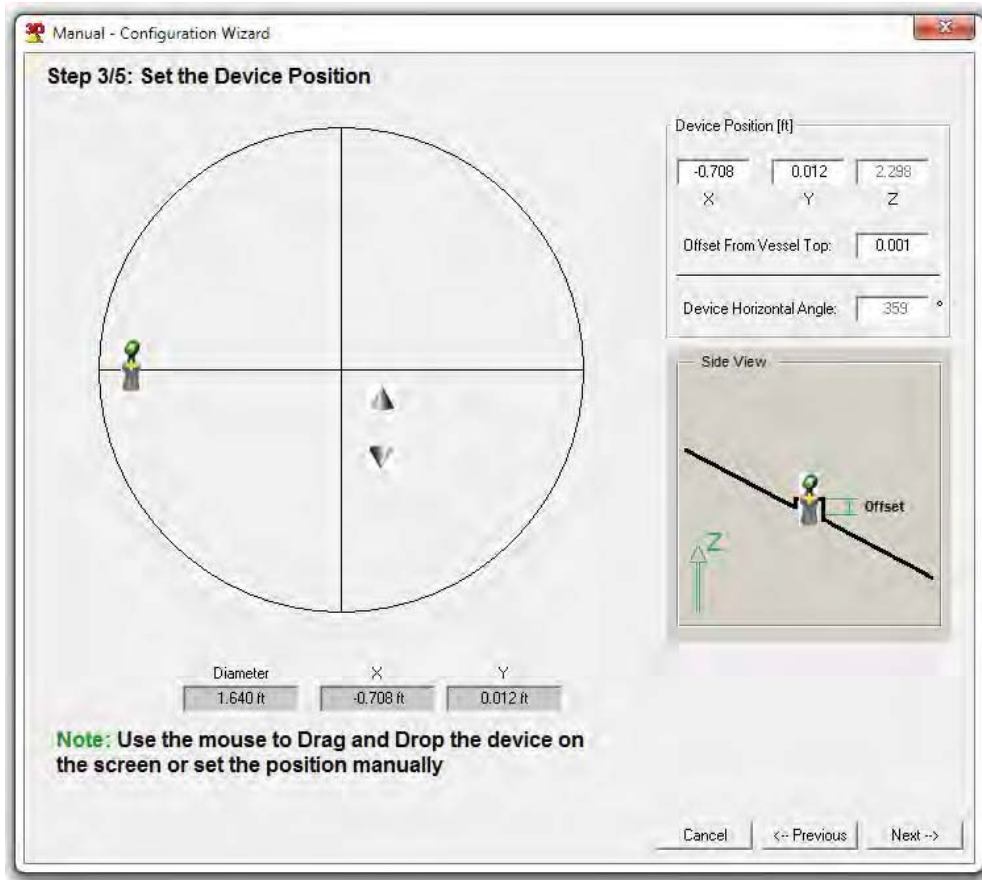 3D Manual - Configuration Wizard
Step 3/5: Set the Device Position
Device Position [ft]
-0.708 0.012 2.298
X Y Z
Offset From Vessel Top: 0.001
Device Horizontal Angle: 359 °
Side View
Offset
Z
Diameter X Y
1.640 ft -0.708 ft 0.012 ft
Note: Use the mouse to Drag and Drop the device on
the screen or set the position manually
Cancel <-- Previous Next -->